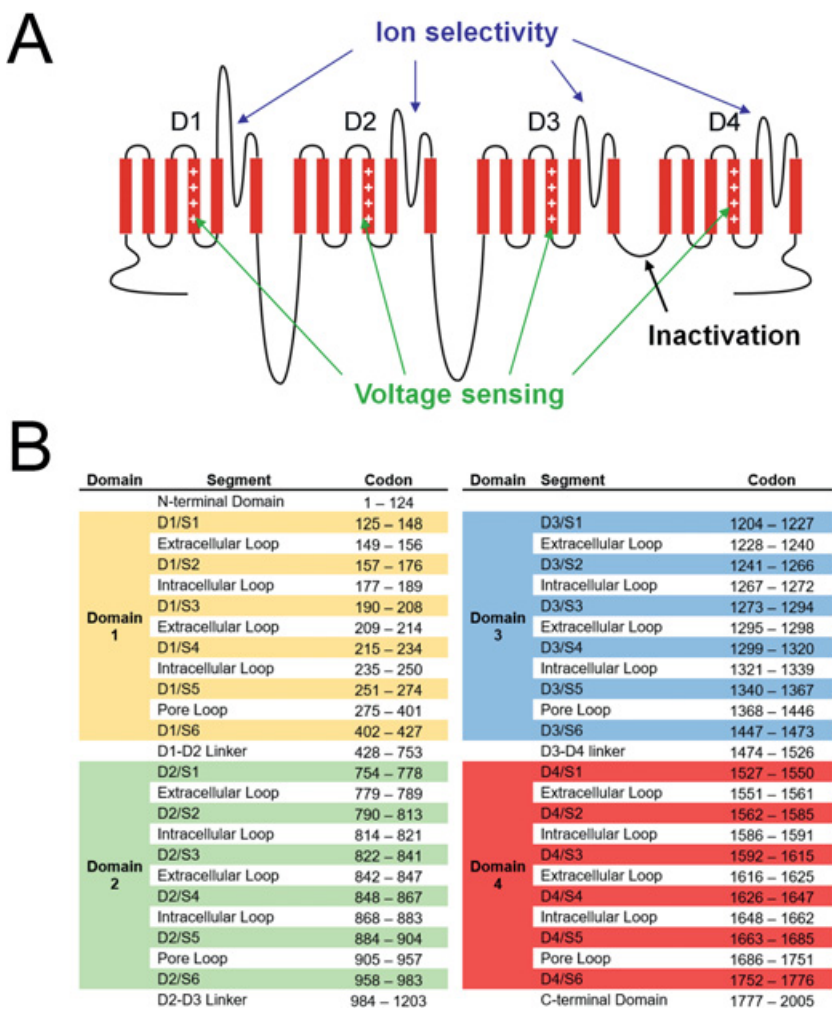 A
Ion selectivity
D1 D2 D3 D4
+ + + +
+ + + +
+ + + +
+ + + +
Inactivation
Voltage sensing
B
Domain Segment Codon
N-terminal Domain 1 – 124
D1/S1 125 – 148
Extracellular Loop 149 – 156
D1/S2 157 – 176
Intracellular Loop 177 – 189
D1/S3 190 – 208
Domain 1
Extracellular Loop 209 – 214
D1/S4 215 – 234
Intracellular Loop 235 – 250
D1/S5 251 – 274
Pore Loop 275 – 401
D1/S6 402 – 427
D1-D2 Linker 428 – 753
D2/S1 754 – 778
Extracellular Loop 779 – 789
D2/S2 790 – 813
Intracellular Loop 814 – 821
D2/S3 822 – 841
Domain 2
Extracellular Loop 842 – 847
D2/S4 848 – 867
Intracellular Loop 868 – 883
D2/S5 884 – 904
Pore Loop 905 – 957
D2/S6 958 – 983
D2-D3 Linker 984 – 1203
Domain Segment Codon
D3/S1 1204 – 1227
Extracellular Loop 1228 – 1240
D3/S2 1241 – 1266
Intracellular Loop 1267 – 1272
D3/S3 1273 – 1294
Domain 3
Extracellular Loop 1295 – 1298
D3/S4 1299 – 1320
Intracellular Loop 1321 – 1339
D3/S5 1340 – 1367
Pore Loop 1368 – 1446
D3/S6 1447 – 1473
D3-D4 linker 1474 – 1526
D4/S1 1527 – 1550
Extracellular Loop 1551 – 1561
D4/S2 1562 – 1585
Intracellular Loop 1586 – 1591
D4/S3 1592 – 1615
Domain 4
Extracellular Loop 1616 – 1625
D4/S4 1626 – 1647
Intracellular Loop 1648 – 1662
D4/S5 1663 – 1685
Pore Loop 1686 – 1751
D4/S6 1752 – 1776
C-terminal Domain 1777 – 2005